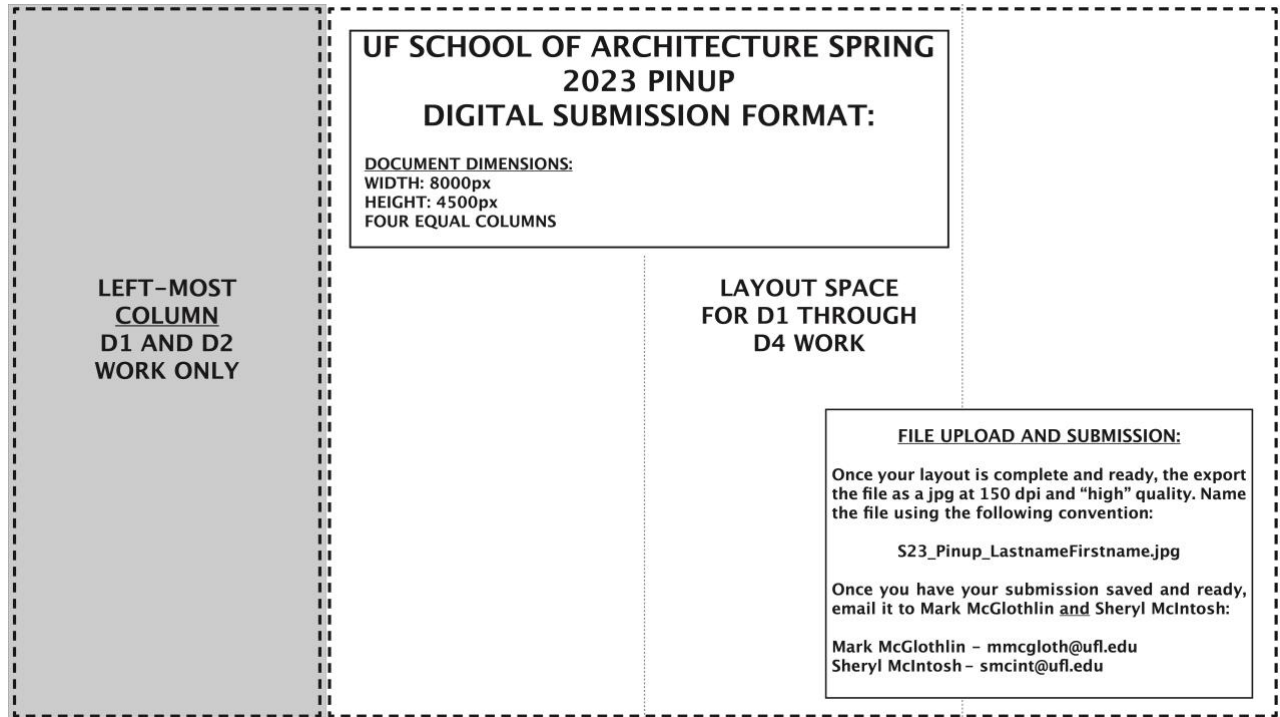 UF SCHOOL OF ARCHITECTURE SPRING
2023 PINUP
DIGITAL SUBMISSION FORMAT:
DOCUMENT DIMENSIONS:
WIDTH: 8000px
HEIGHT: 4500px
FOUR EQUAL COLUMNS
LEFT-MOST
COLUMN
D1 AND D2
WORK ONLY
LAYOUT SPACE
FOR D1 THROUGH
D4 WORK
FILE UPLOAD AND SUBMISSION:
Once your layout is complete and ready, the export
the file as a jpg at 150 dpi and “high” quality. Name
the file using the following convention:
S23_Pinup_LastnameFirstname.jpg
Once you have your submission saved and ready,
email it to Mark McGlothlin and Sheryl McIntosh:
Mark McGlothlin - mmcgloth@ufl.edu
Sheryl McIntosh - smcint@ufl.edu